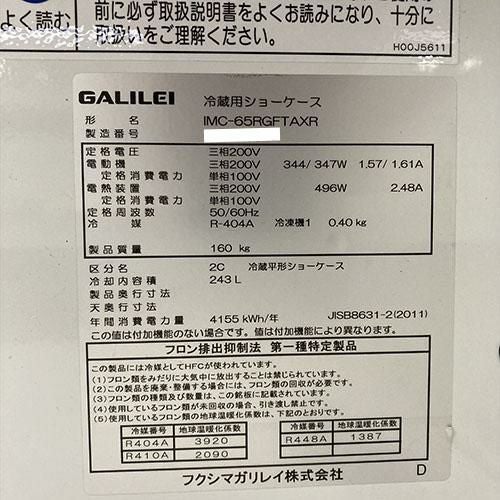 よく読む
前に必ず取扱説明書をよくお読みになり、十分に
取扱いをご理解ください。
H00J5611
GALILEI 冷蔵用ショーケース
形名 IMC-65RGFTAXR
製造番号
定格電圧 三相200V
電動機 三相200V 344/347W 1.57/1.61A
定格消費電力 単相100V
電熱装置 三相200V 496W 2.48A
定格消費電力 単相100V
定格周波数 50/60Hz
冷媒 R-404A 冷凍機1 0.40 kg
製品質量 160 kg
区分名 2C 冷蔵平形ショーケース
冷却内容積 243 L
製品奥行寸法
天奥行寸法
年間消費電力量 4155 kWh/年 JISB8631-2(2011)
この値は付加機能のない場合です。値は付加機能により異なります。
フロン排出抑制法 第一種特定製品
この製品には冷媒としてHFCが使われています。
(1)フロン類をみだりに大気中に放出することは禁じられています。
(2)この製品を廃棄・整備する場合には、フロン類の回収が必要です。
(3)フロン類の種類及び数量は、この銘板に記載されています。
(4)使用しているフロン類が未回収の場合、引き渡し禁止です。
(5)使用しているフロン類の地球温暖化係数は、下記のとおりです。
冷媒番号 地球温暖化係数 冷媒番号 地球温暖化係数
R404A 3920 R448A 1387
R410A 2090
フクシマガリレイ株式会社 D